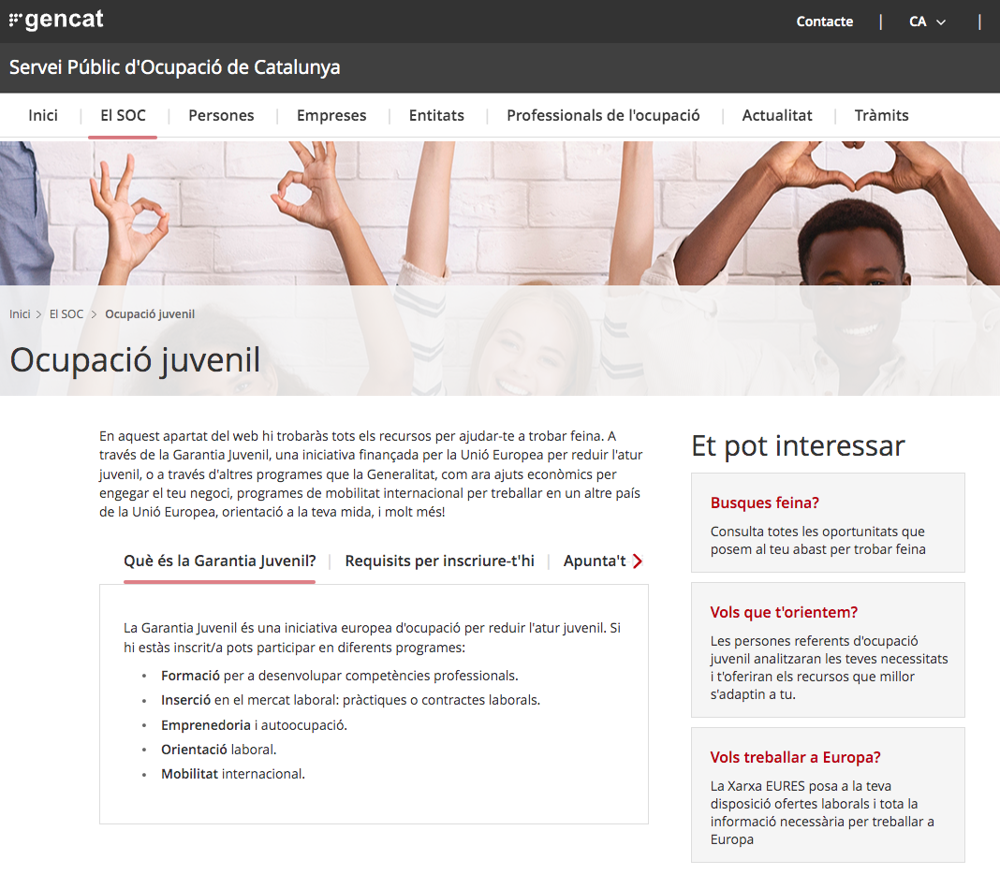 gencat
Contacte
CA
Servei Públic d'Ocupació de Catalunya
Inici
El SOC
Persones
Empreses
Entitats
Professionals de l'ocupació
Actualitat
Tràmits
Inici > El SOC > Ocupació juvenil
Ocupació juvenil
En aquest apartat del web hi trobaràs tots els recursos per ajudar-te a trobar feina. A
través de la Garantia Juvenil, una iniciativa finançada per la Unió Europea per reduir l'atur
juvenil, o a través d'altres programes que la Generalitat, com ara ajuts econòmics per
engegar el teu negoci, programes de mobilitat internacional per treballar en un altre país
de la Unió Europea, orientació a la teva mida, i molt més!
Què és la Garantia Juvenil?
Requisits per inscriure-t'hi
Apunta't
La Garantia Juvenil és una iniciativa europea d'ocupació per reduir l'atur juvenil. Si
hi estàs inscrit/a pots participar en diferents programes:
• Formació per a desenvolupar competències professionals.
• Inserció en el mercat laboral: pràctiques o contractes laborals.
• Emprenedoria i autoocupació.
• Orientació laboral.
• Mobilitat internacional.
Et pot interessar
Busques feina?
Consulta totes les oportunitats que
posem al teu abast per trobar feina
Vols que t'orientem?
Les persones referents d'ocupació
juvenil analitzaran les teves necessitats
i t'oferiran els recursos que millor
s'adaptin a tu.
Vols treballar a Europa?
La Xarxa EURES posa a la teva
disposició ofertes laborals i tota la
informació necessària per treballar a
Europa